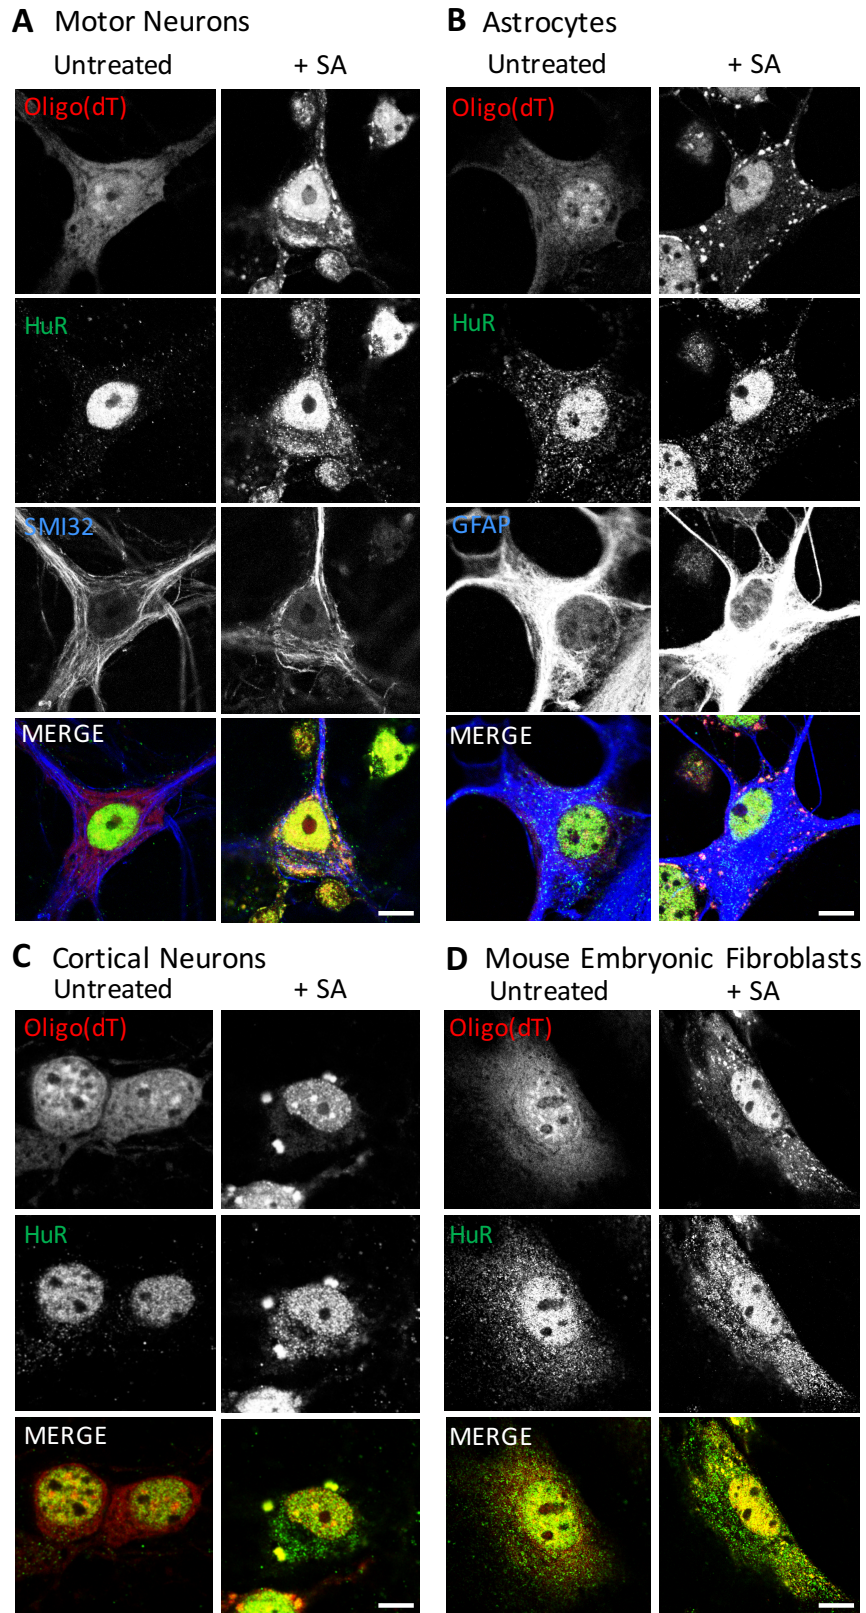 A Motor Neurons
Untreated + SA
Oligo(dT)
HuR
SMI32
MERGE
B Astrocytes
Untreated + SA
Oligo(dT)
HuR
GFAP
MERGE
C Cortical Neurons
Untreated + SA
Oligo(dT)
HuR
MERGE
D Mouse Embryonic Fibroblasts
Untreated + SA
Oligo(dT)
HuR
MERGE